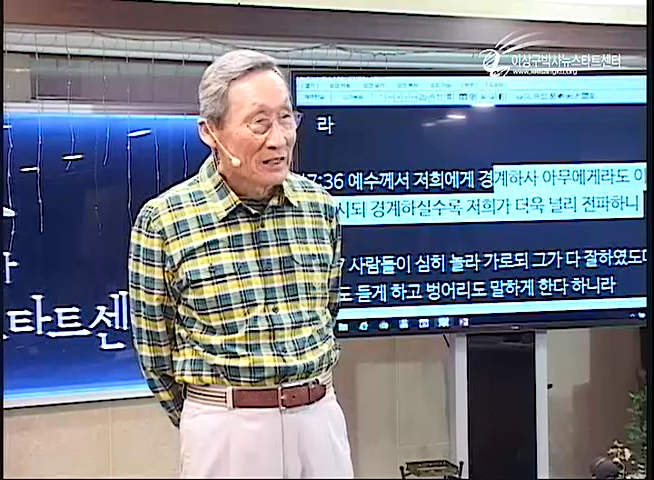 이상구박사뉴스타트센터
www.leesangku.org
라
7:36 예수께서 저희에게 경계하사 아무에게라도 이
시되 경계하실수록 저희가 더욱 널리 전파하니
사람들이 심히 놀라 가로되 그가 다 잘하였도다
도 듣게 하고 벙어리도 말하게 한다 하니라
스타트센